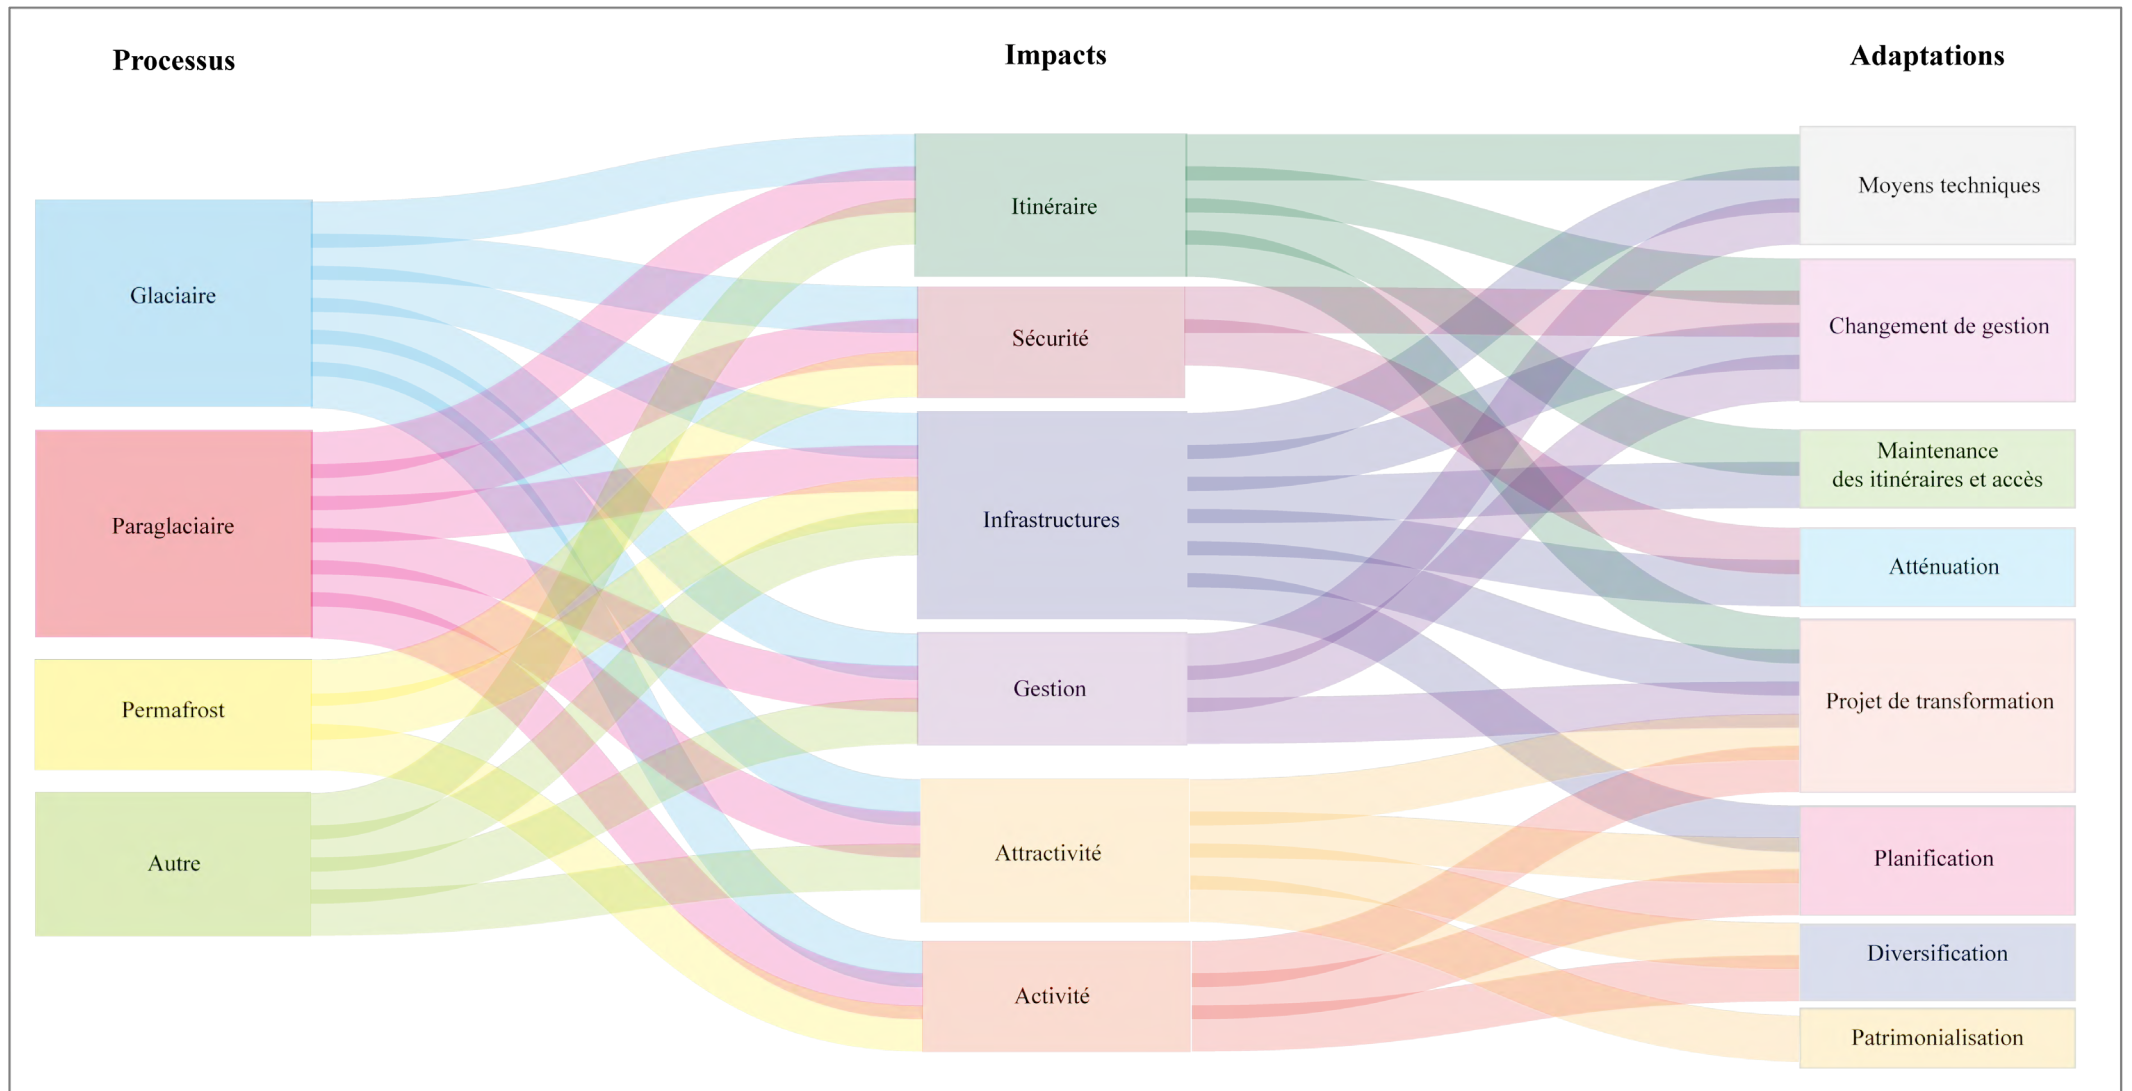 Processus
Impacts
Adaptations
Glaciaire
Paraglaciaire
Permafrost
Autre
Itinéraire
Sécurité
Infrastructures
Gestion
Attractivité
Activité
Moyens techniques
Changement de gestion
Maintenance
des itinéraires et accès
Atténuation
Projet de transformation
Planification
Diversification
Patrimonialisation